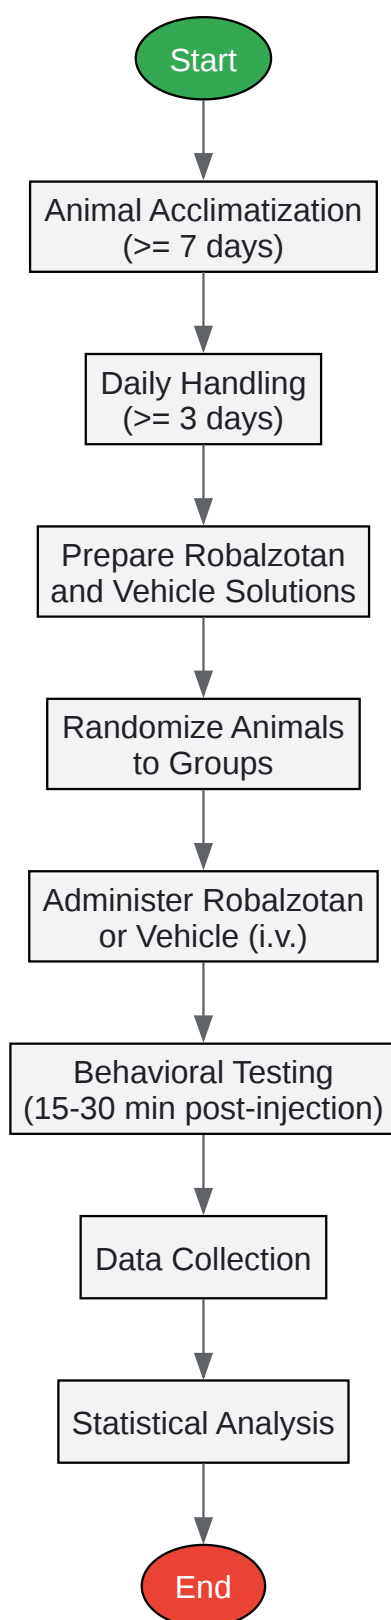 Start
Animal Acclimatization
(>= 7 days)
Daily Handling
(>= 3 days)
Prepare Robalzotan
and Vehicle Solutions
Randomize Animals
to Groups
Administer Robalzotan
or Vehicle (i.v.)
Behavioral Testing
(15-30 min post-injection)
Data Collection
Statistical Analysis
End